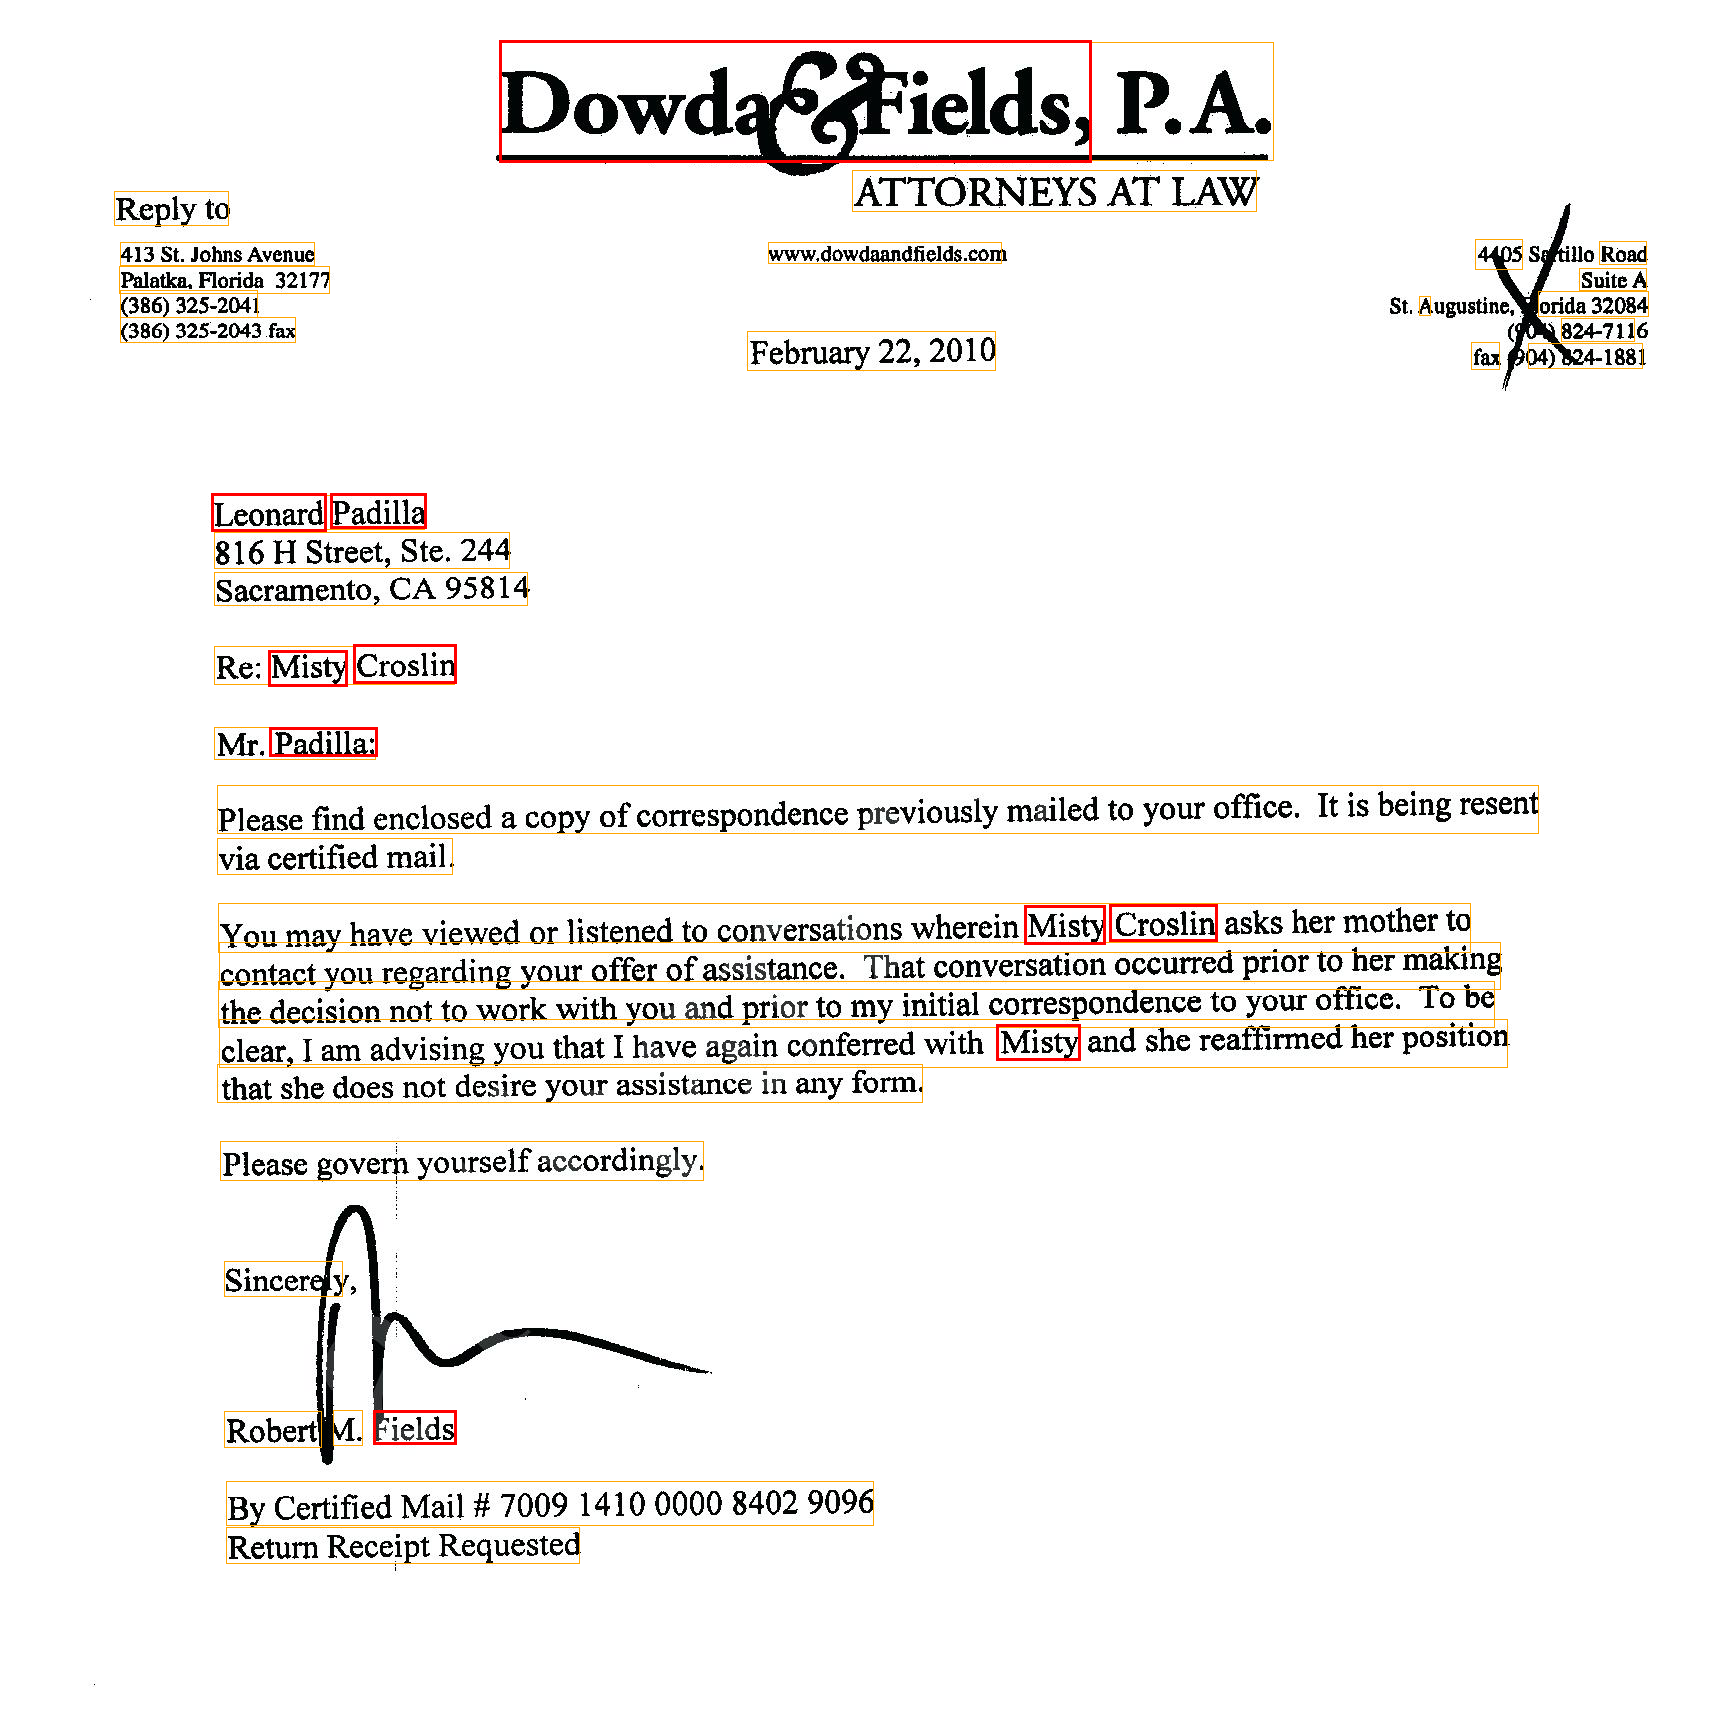 Dowda & Fields, P.A.
ATTORNEYS AT LAW
Reply to
413 St. Johns Avenue
Palatka, Florida 32177
(386) 325-2041
(386) 325-2043 fax
www.dowdaandfields.com
4405 Sartillo Road
Suite A
St. Augustine, Florida 32084
(904) 824-7116
fax (904) 824-1881
February 22, 2010
Leonard Padilla
816 H Street, Ste. 244
Sacramento, CA 95814
Re: Misty Croslin
Mr. Padilla:
Please find enclosed a copy of correspondence previously mailed to your office. It is being resent
via certified mail.
You may have viewed or listened to conversations wherein Misty Croslin asks her mother to
contact you regarding your offer of assistance. That conversation occurred prior to her making
the decision not to work with you and prior to my initial correspondence to your office. To be
clear, I am advising you that I have again conferred with Misty and she reaffirmed her position
that she does not desire your assistance in any form.
Please govern yourself accordingly.
Sincerely,
Robert M. Fields
By Certified Mail # 7009 1410 0000 8402 9096
Return Receipt Requested